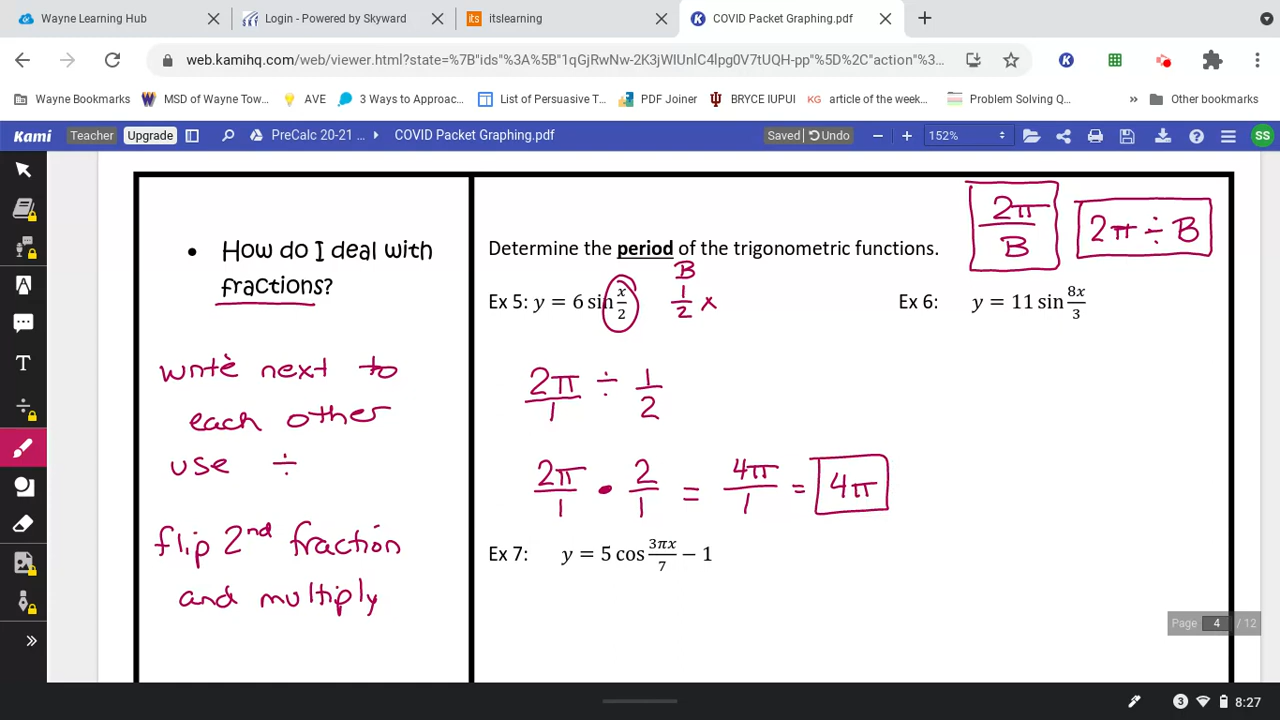 Wayne Learning Hub
Login - Powered by Skyward
its itslearning
K COVID Packet Graphing.pdf
web.kamihq.com/web/viewer.html?state=%7B"ids"%3A%5B"1qGjRwNw-2K3jWIUnlC4lpg0V7tUQH-pp"%5D%2C"action"%3...
Wayne Bookmarks
MSD of Wayne Tow...
AVE
3 Ways to Approac...
List of Persuasive T...
PDF Joiner
BRYCE IUPUI
KG article of the week...
Problem Solving Q...
» Other bookmarks
Kami Teacher Upgrade
PreCalc 20-21 ...
COVID Packet Graphing.pdf
Saved Undo
152%
SS
• How do I deal with
fractions?
write next to
each other
use ÷
flip 2nd fraction
and multiply
2π/B
2π ÷ B
Determine the period of the trigonometric functions.
B
Ex 5: y = 6 sin x/2
1/2 x
Ex 6: y = 11 sin 8x/3
2π/1 ÷ 1/2
2π/1 • 2/1 = 4π/1 = 4π
Ex 7: y = 5 cos 3πx/7 − 1
Page 4 / 12
3 8:27